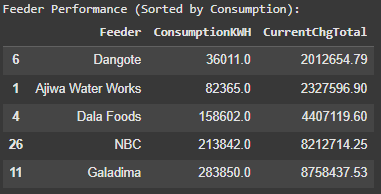 Feeder Performance (Sorted by Consumption):
Feeder ConsumptionKWH CurrentChgTotal
6 Dangote 36011.0 2012654.79
1 Ajiwa Water Works 82365.0 2327596.90
4 Dala Foods 158602.0 4407119.60
26 NBC 213842.0 8212714.25
11 Galadima 283850.0 8758437.53